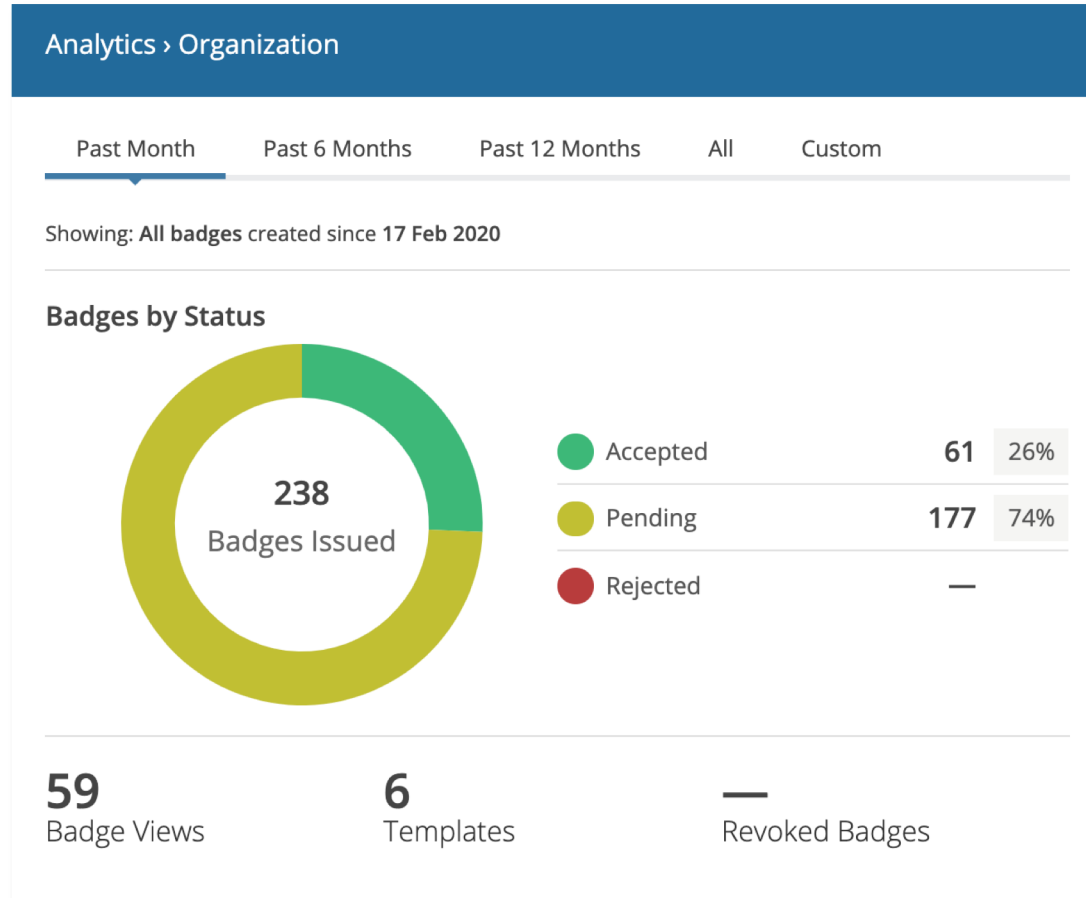 Analytics › Organization
Past Month Past 6 Months Past 12 Months All Custom
Showing: All badges created since 17 Feb 2020
Badges by Status
238
Badges Issued
Accepted 61 26%
Pending 177 74%
Rejected —
59 6 —
Badge Views Templates Revoked Badges